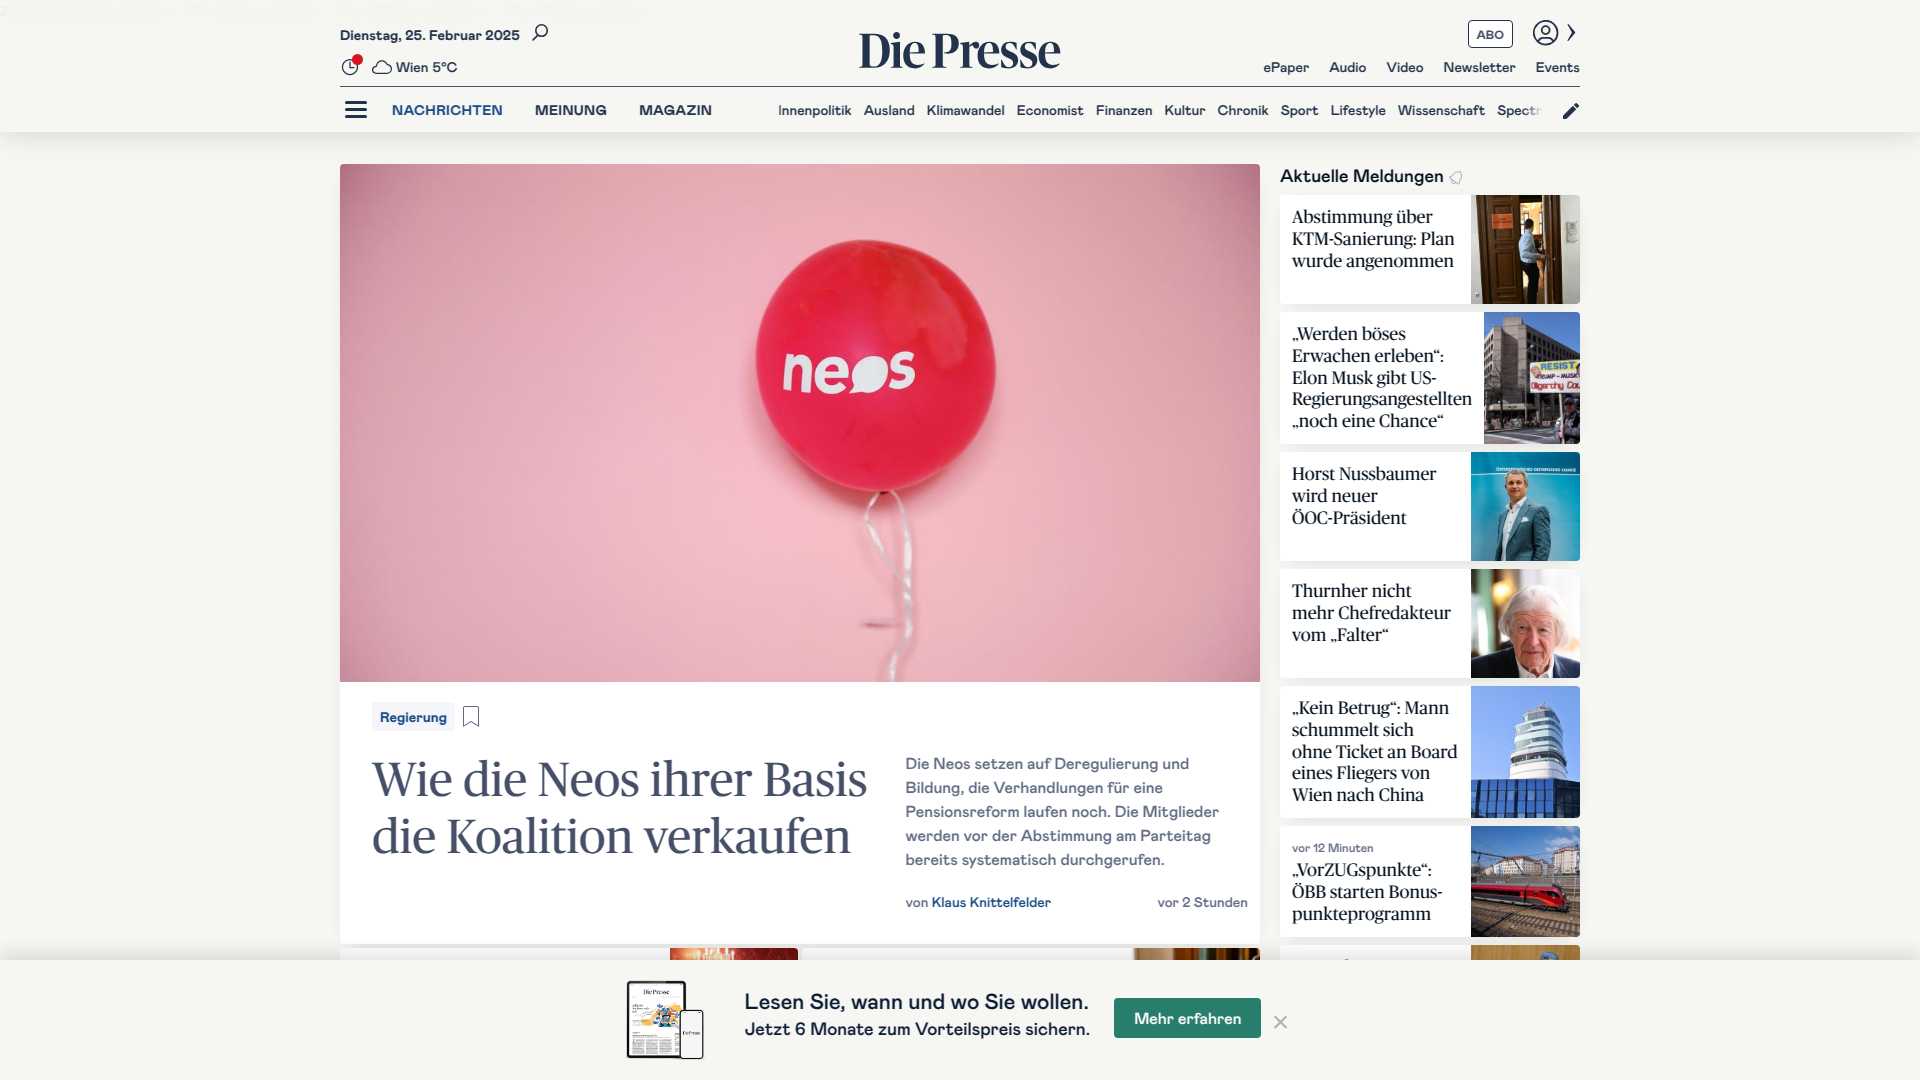 Dienstag, 25. Februar 2025
Wien 5°C
Die Presse
ABO
ePaper Audio Video Newsletter Events
NACHRICHTEN MEINUNG MAGAZIN
Innenpolitik Ausland Klimawandel Economist Finanzen Kultur Chronik Sport Lifestyle Wissenschaft Spectr
neos
Regierung
Wie die Neos ihrer Basis
die Koalition verkaufen
Die Neos setzen auf Deregulierung und
Bildung, die Verhandlungen für eine
Pensionsreform laufen noch. Die Mitglieder
werden vor der Abstimmung am Parteitag
bereits systematisch durchgerufen.
von Klaus Knittelfelder
vor 2 Stunden
Aktuelle Meldungen
Abstimmung über
KTM-Sanierung: Plan
wurde angenommen
„Werden böses
Erwachen erleben“:
Elon Musk gibt US-
Regierungsangestellten
„noch eine Chance“
RESIST
Horst Nussbaumer
wird neuer
ÖOC-Präsident
Thurnher nicht
mehr Chefredakteur
vom „Falter“
„Kein Betrug“: Mann
schummelt sich
ohne Ticket an Board
eines Fliegers von
Wien nach China
vor 12 Minuten
„VorZUGspunkte“:
ÖBB starten Bonus-
punkteprogramm
Die Presse
Die Presse
Lesen Sie, wann und wo Sie wollen.
Jetzt 6 Monate zum Vorteilspreis sichern.
Mehr erfahren